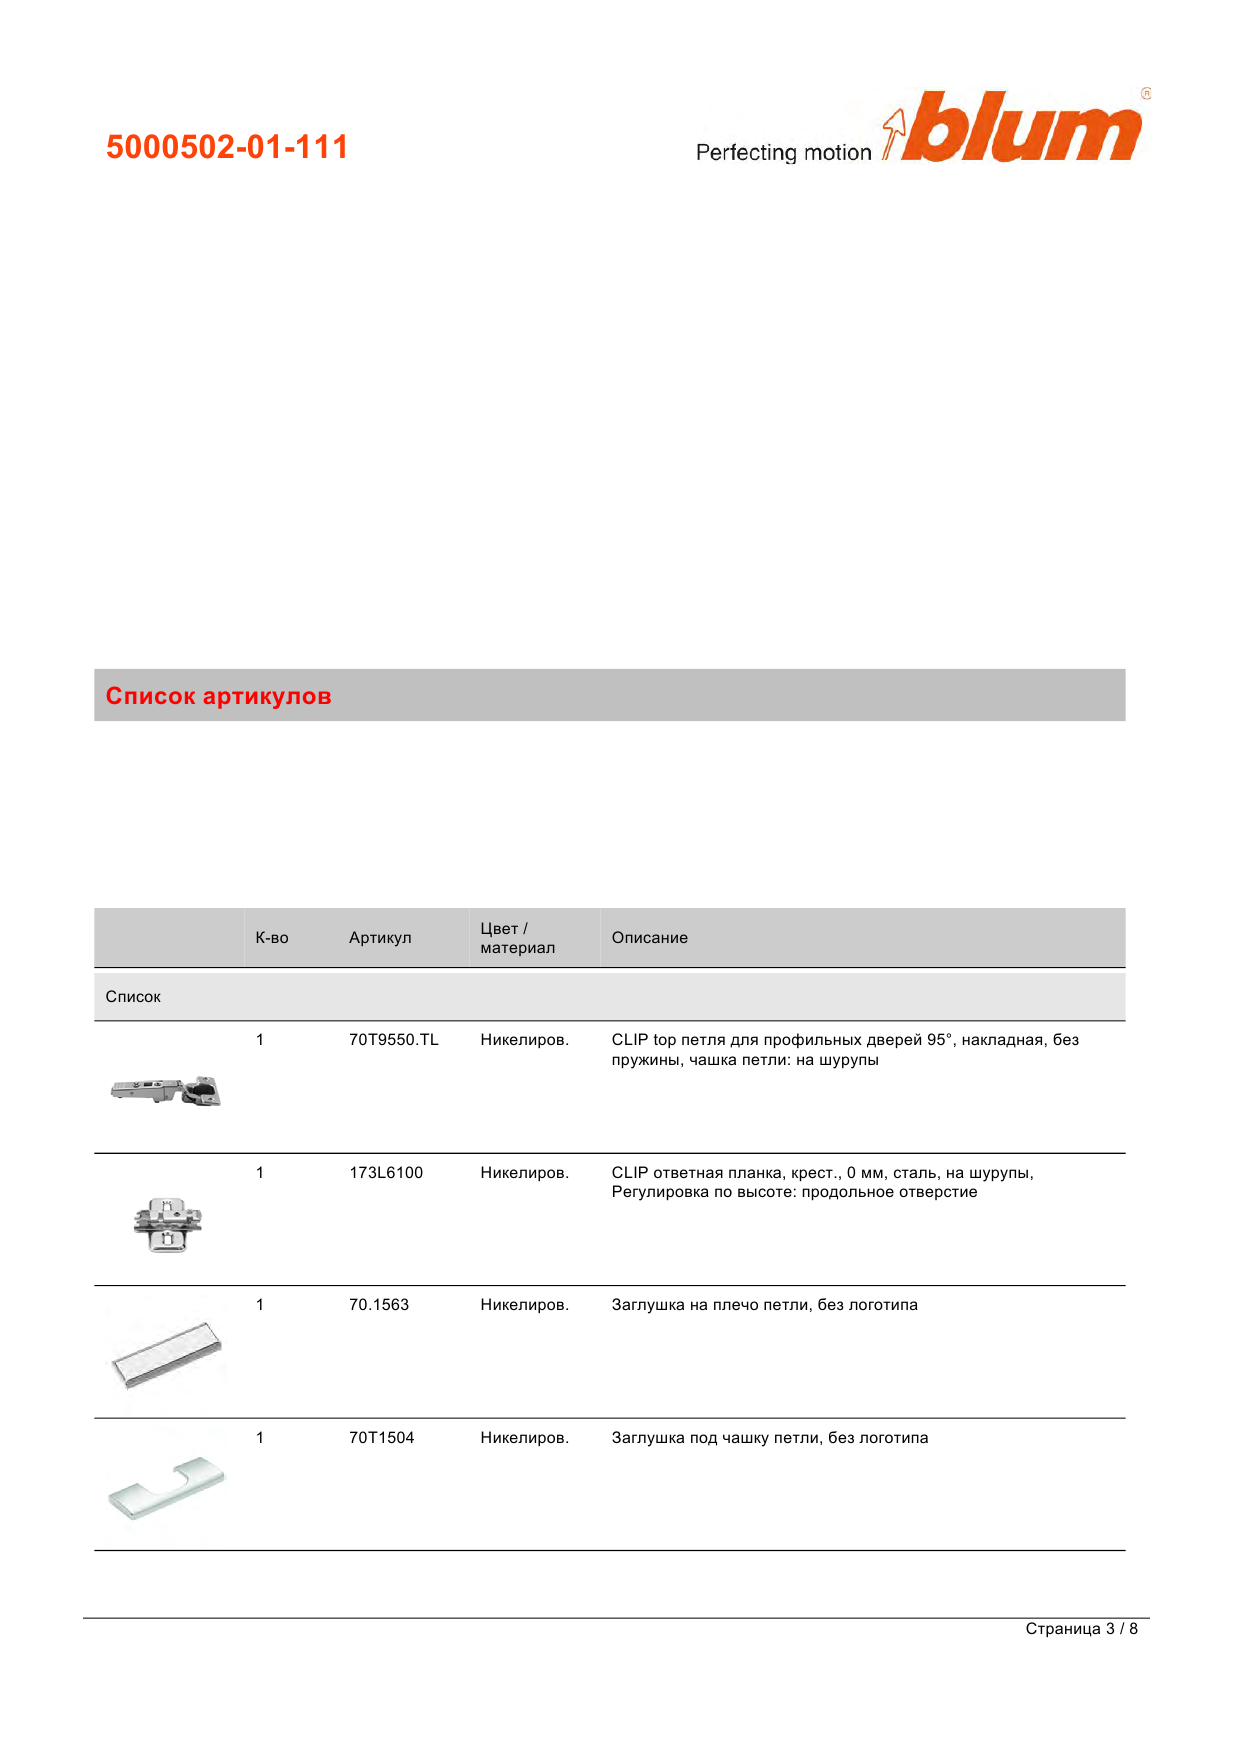 5000502-01-111
Perfecting motion blum®
Список артикулов
К-во Артикул Цвет / материал Описание
Список
1 70T9550.TL Никелиров. CLIP top петля для профильных дверей 95°, накладная, без
пружины, чашка петли: на шурупы
1 173L6100 Никелиров. CLIP ответная планка, крест., 0 мм, сталь, на шурупы,
Регулировка по высоте: продольное отверстие
1 70.1563 Никелиров. Заглушка на плечо петли, без логотипа
1 70T1504 Никелиров. Заглушка под чашку петли, без логотипа
Страница 3 / 8